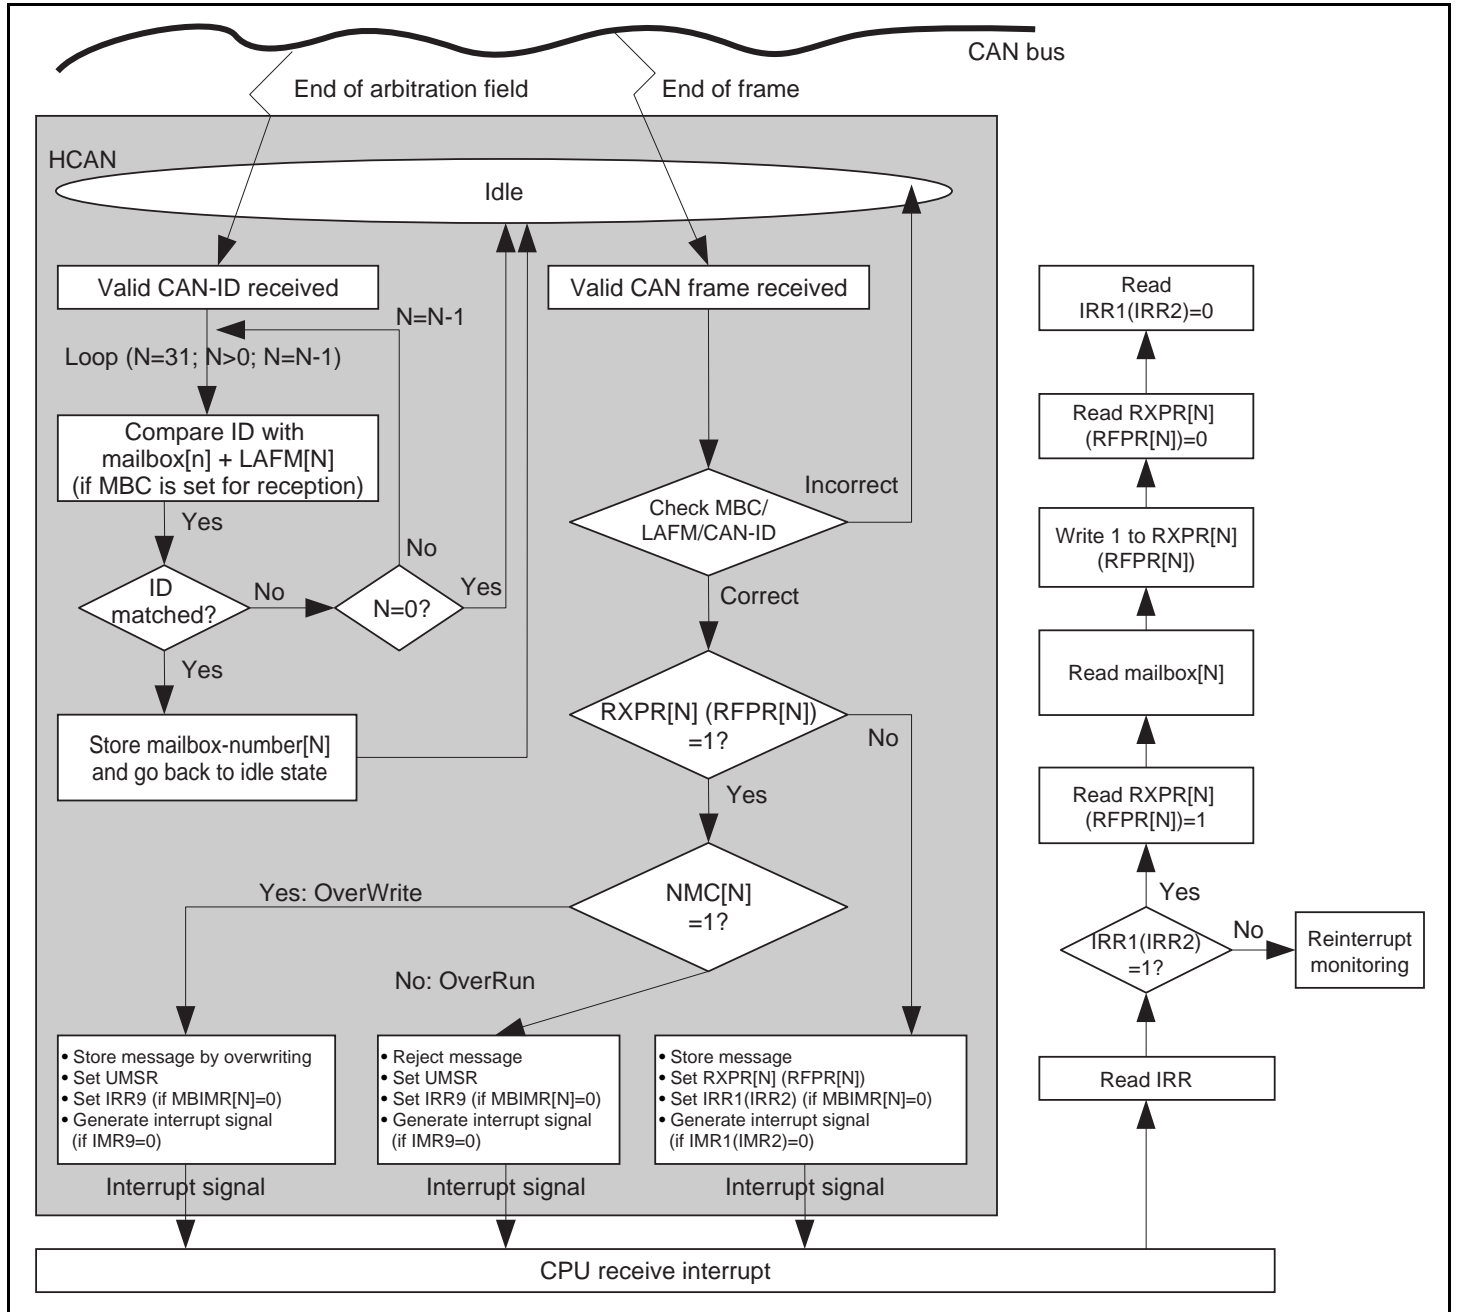 CAN bus
End of arbitration field
End of frame
HCAN
Idle
Valid CAN-ID received
N=N-1
Loop (N=31; N>0; N=N-1)
Compare ID with
mailbox[n] + LAFM[N]
(if MBC is set for reception)
Yes
ID
matched?
No
N=0?
No
Yes
Yes
Store mailbox-number[N]
and go back to idle state
Valid CAN frame received
Check MBC/
LAFM/CAN-ID
Incorrect
Correct
RXPR[N] (RFPR[N])
=1?
No
Yes
NMC[N]
=1?
Yes: OverWrite
No: OverRun
• Store message by overwriting
• Set UMSR
• Set IRR9 (if MBIMR[N]=0)
• Generate interrupt signal
(if IMR9=0)
• Reject message
• Set UMSR
• Set IRR9 (if MBIMR[N]=0)
• Generate interrupt signal
(if IMR9=0)
• Store message
• Set RXPR[N] (RFPR[N])
• Set IRR1(IRR2) (if MBIMR[N]=0)
• Generate interrupt signal
(if IMR1(IMR2)=0)
Interrupt signal
Interrupt signal
Interrupt signal
CPU receive interrupt
Read
IRR1(IRR2)=0
Read RXPR[N]
(RFPR[N])=0
Write 1 to RXPR[N]
(RFPR[N])
Read mailbox[N]
Read RXPR[N]
(RFPR[N])=1
Yes
IRR1(IRR2)
=1?
No
Reinterrupt
monitoring
Read IRR